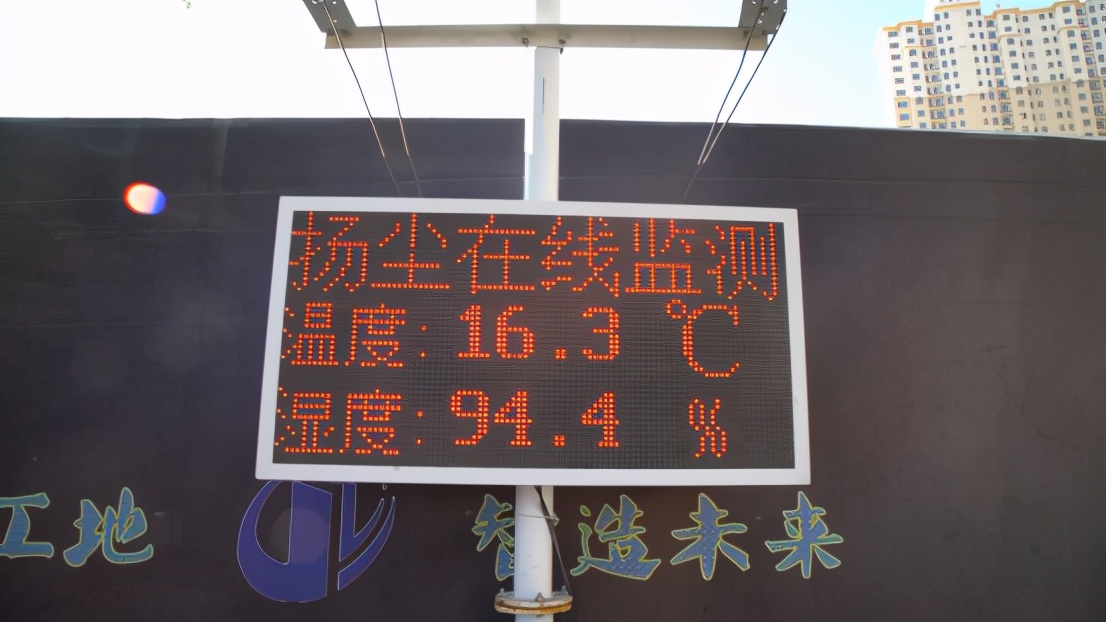 扬尘在线监测
温度:16.3 ℃
湿度:94.4 %
工地 智造未来